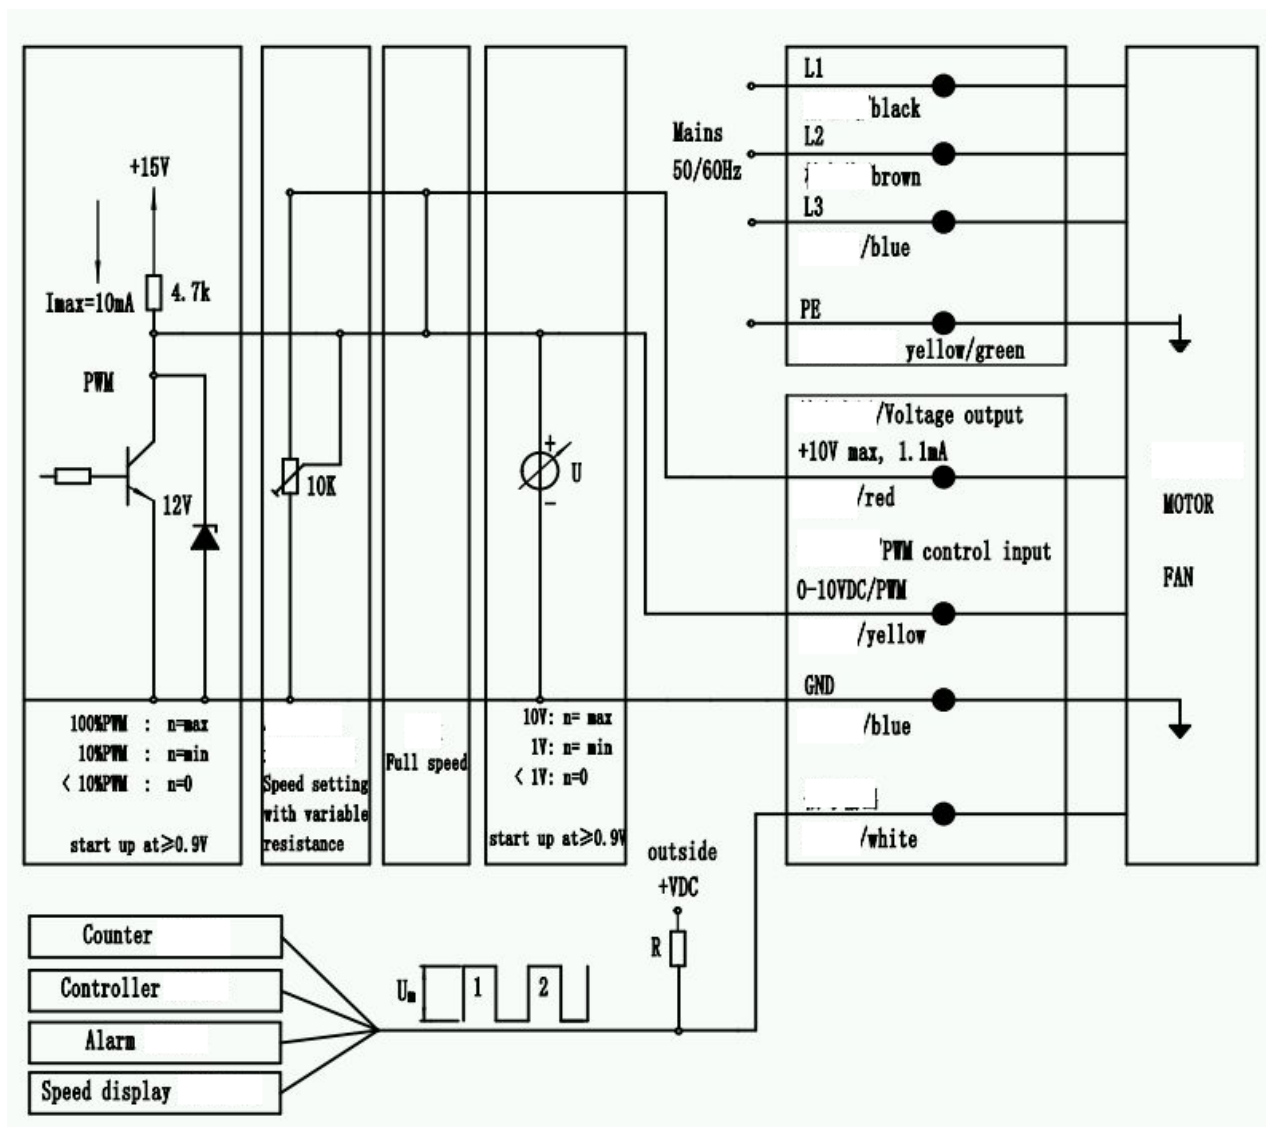 +15V
Imax=10mA
4.7k
PWM
12V
100%PWM : n=max
10%PWM : n=min
< 10%PWM : n=0
start up at≥0.9V
10K
Speed setting
with variable
resistance
Full speed
+
U
-
10V: n= max
1V: n= min
< 1V: n=0
start up at≥0.9V
Mains
50/60Hz
L1
black
L2
brown
L3
/blue
PE
yellow/green
/Voltage output
+10V max, 1.1mA
/red
PWM control input
0-10VDC/PWM
/yellow
GND
/blue
/white
MOTOR
FAN
outside
+VDC
R
Counter
Controller
Alarm
Speed display
Um
1
2